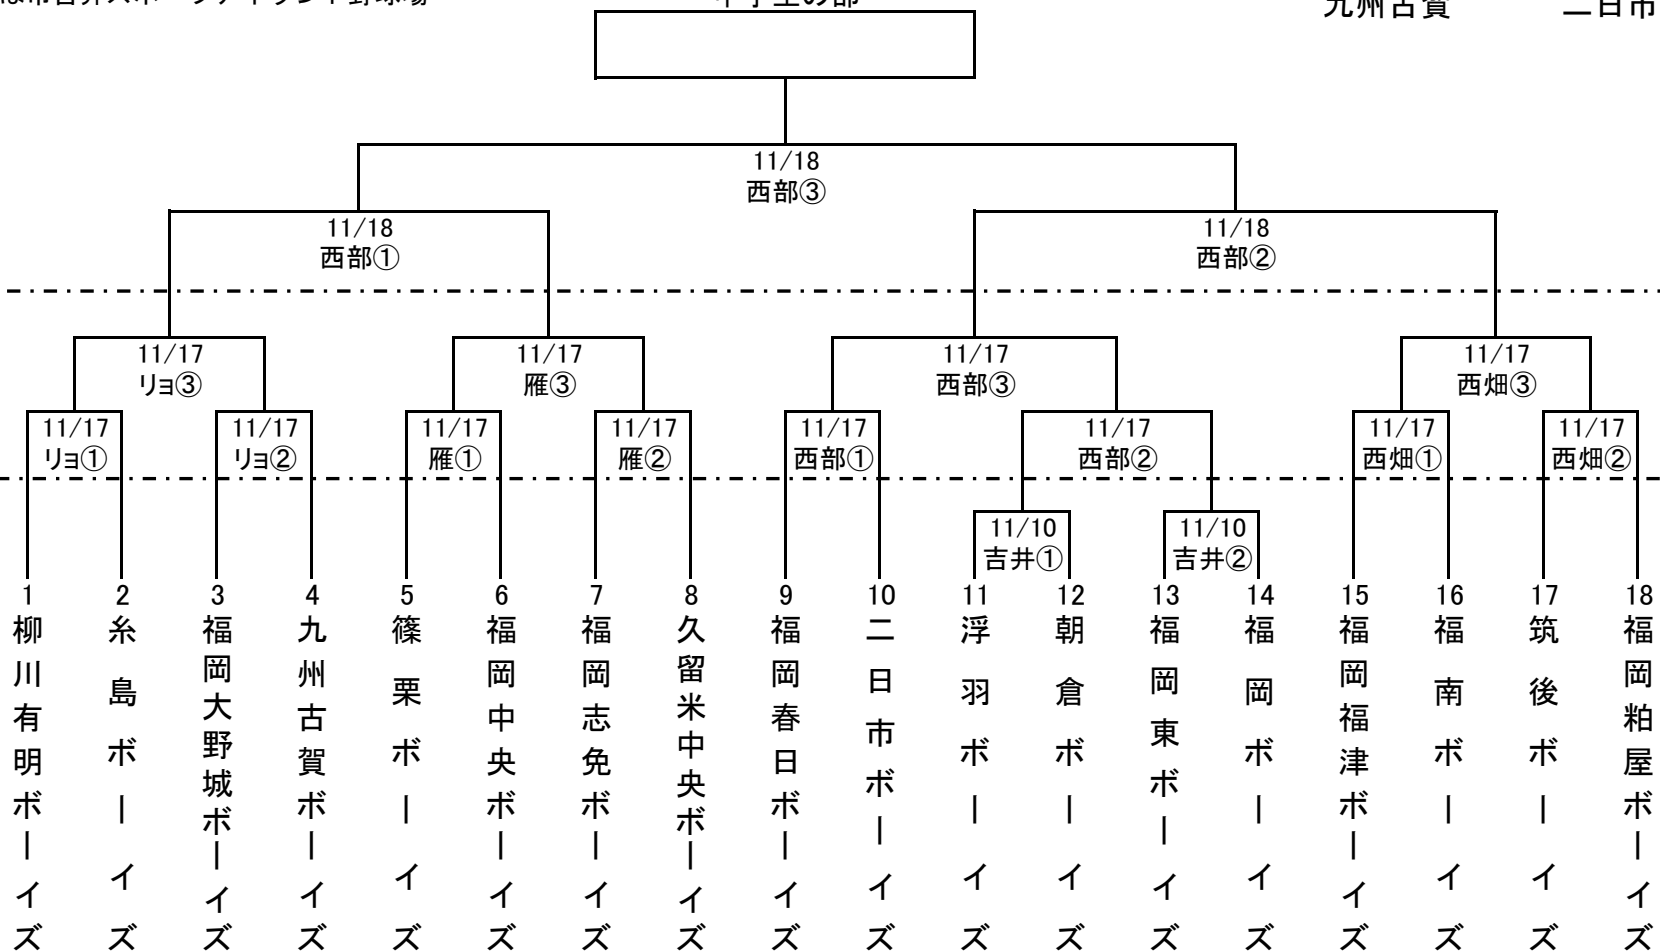 中学生の部
九州古賀 二日市
11/18
西部③
11/18
西部①
11/18
西部②
11/17
リョ③
11/17
雁③
11/17
西部③
11/17
西畑③
11/17
リョ①
11/17
リョ②
11/17
雁①
11/17
雁②
11/17
西部①
11/17
西部②
11/17
西畑①
11/17
西畑②
11/10
吉井①
11/10
吉井②
1
柳川有明ボーイズ
2
糸島ボーイズ
3
福岡大野城ボーイズ
4
九州古賀ボーイズ
5
篠栗ボーイズ
6
福岡中央ボーイズ
7
福岡志免ボーイズ
8
久留米中央ボーイズ
9
福岡春日ボーイズ
10
二日市ボーイズ
11
浮羽ボーイズ
12
朝倉ボーイズ
13
福岡東ボーイズ
14
福岡ボーイズ
15
福岡福津ボーイズ
16
福南ボーイズ
17
筑後ボーイズ
18
福岡粕屋ボーイズ